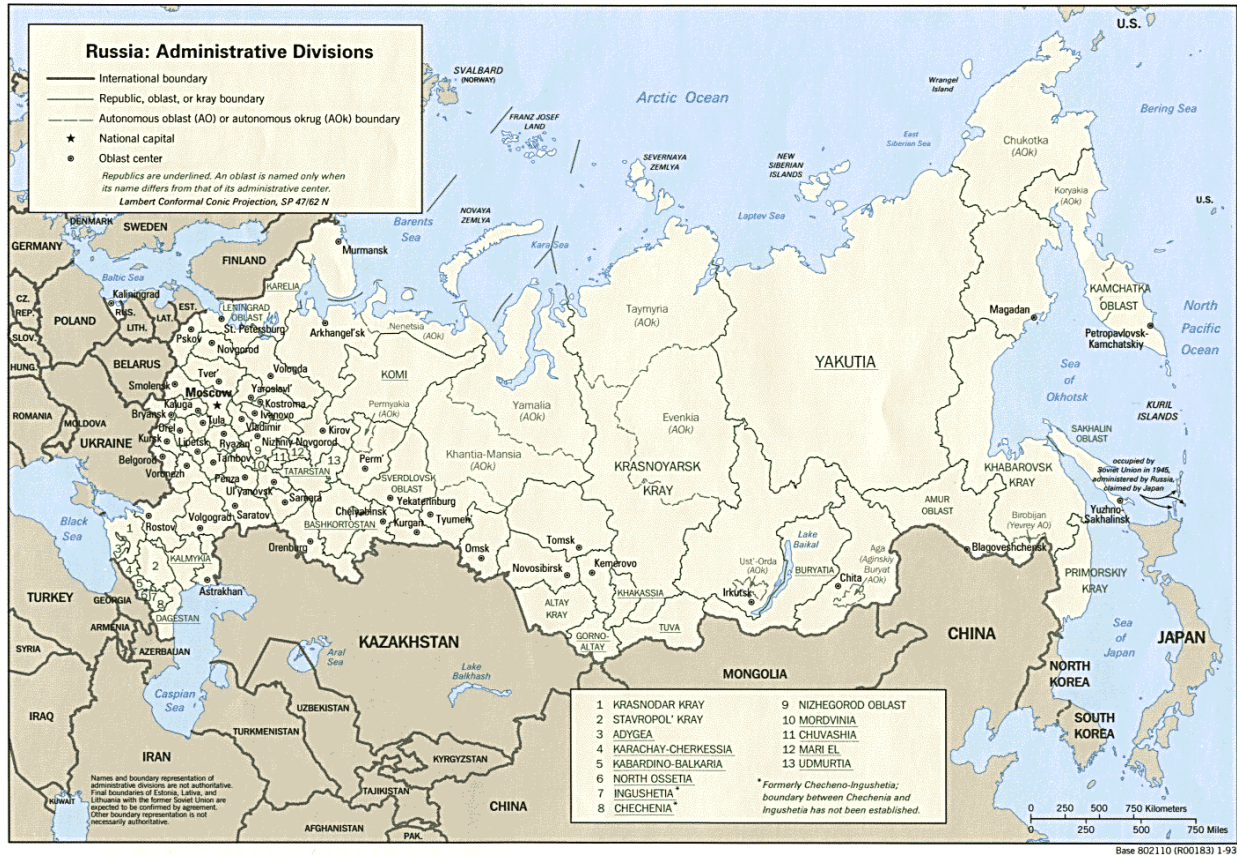 Russia: Administrative Divisions
International boundary
Republic, oblast, or kray boundary
Autonomous oblast (AO) or autonomous okrug (AOk) boundary
National capital
Oblast center
Republics are underlined. An oblast is named only when
its name differs from that of its administrative center.
Lambert Conformal Conic Projection, SP 47/62 N
U.S.
SVALBARD
(NORWAY)
Arctic Ocean
Wrangel
Island
Bering Sea
FRANZ JOSEF
LAND
East
Siberian Sea
Chukotka
(AOk)
SEVERNAYA
ZEMLYA
NEW
SIBERIAN
ISLANDS
Koryakia
(AOk)
U.S.
DENMARK
SWEDEN
Barents
Sea
NOVAYA
ZEMLYA
Laptev Sea
GERMANY
FINLAND
Murmansk
Kara Sea
Baltic Sea
KARELIA
KAMCHATKA
OBLAST
CZ.
REP.
Kaliningrad
RUS.
EST.
LENINGRAD
OBLAST
Taymyria
(AOk)
Magadan
North
Pacific
Ocean
POLAND
LITH.
LAT.
St. Petersburg
Arkhangel'sk
Nenetsia (AOk)
Petropavlovsk-
Kamchatskiy
SLOV.
Pskov
Novgorod
HUNG.
BELARUS
Tver'
Vologda
KOMI
YAKUTIA
Sea
of
Okhotsk
Smolensk
Moscow
Yaroslavl'
Kostroma
Ivanovo
Permyakia
(AOk)
Yamalia
(AOk)
Evenkia
(AOk)
KURIL
ISLANDS
ROMANIA
MOLDOVA
Bryansk
Kaluga
Tula
Vladimir
Orel
Kirov
SAKHALIN
OBLAST
UKRAINE
Kursk
Lipetsk
Ryazan'
Nizhniy Novgorod
Khantia-Mansia
(AOk)
Belgorod
Tambov
9
10
11
12
13
Perm'
KRASNOYARSK
KRAY
KHABAROVSK
KRAY
occupied by
Soviet Union in 1945,
administered by Russia,
claimed by Japan
Voronezh
Penza
TATARSTAN
SVERDLOVSK
OBLAST
Ul'yanovsk
Yekaterinburg
AMUR
OBLAST
Birobijan
(Yevrey AO)
Yuzhno-
Sakhalinsk
Black
Sea
1
Rostov
Volgograd
Saratov
Samara
Chelyabinsk
BASHKORTOSTAN
Kurgan
Tyumen'
Lake
Baikal
Orenburg
Omsk
Tomsk
Ust'-Orda
(AOk)
BURYATIA
Aga
(Aginskiy
Buryat
AOk)
Blagoveshchensk
3
2
4
KALMYKIA
Novosibirsk
Kemerovo
Chita
PRIMORSKIY
KRAY
5
6
7
8
Astrakhan
Irkutsk
TURKEY
GEORGIA
ALTAY
KRAY
KHAKASSIA
DAGESTAN
ARMENIA
GORNO-
ALTAY
TUVA
Sea
of
Japan
JAPAN
SYRIA
AZERBAIJAN
Aral
Sea
KAZAKHSTAN
CHINA
Caspian
Sea
Lake
Balkhash
MONGOLIA
NORTH
KOREA
IRAQ
UZBEKISTAN
TURKMENISTAN
SOUTH
KOREA
IRAN
KYRGYZSTAN
TAJIKISTAN
CHINA
KUWAIT
AFGHANISTAN
PAK.
Names and boundary representation of
administrative divisions are not authoritative.
Final boundaries of Estonia, Latvia, and
Lithuania with the former Soviet Union are
expected to be confirmed by agreement.
Other boundary representation is not
necessarily authoritative.
1 KRASNODAR KRAY
2 STAVROPOL' KRAY
3 ADYGEA
4 KARACHAY-CHERKESSIA
5 KABARDINO-BALKARIA
6 NORTH OSSETIA
7 INGUSHETIA*
8 CHECHENIA*
9 NIZHEGOROD OBLAST
10 MORDVINIA
11 CHUVASHIA
12 MARI EL
13 UDMURTIA
*Formerly Checheno-Ingushetia;
boundary between Chechenia and
Ingushetia has not been established.
0 250 500 750 Kilometers
0 250 500 750 Miles
Base 802110 (R00183) 1-93